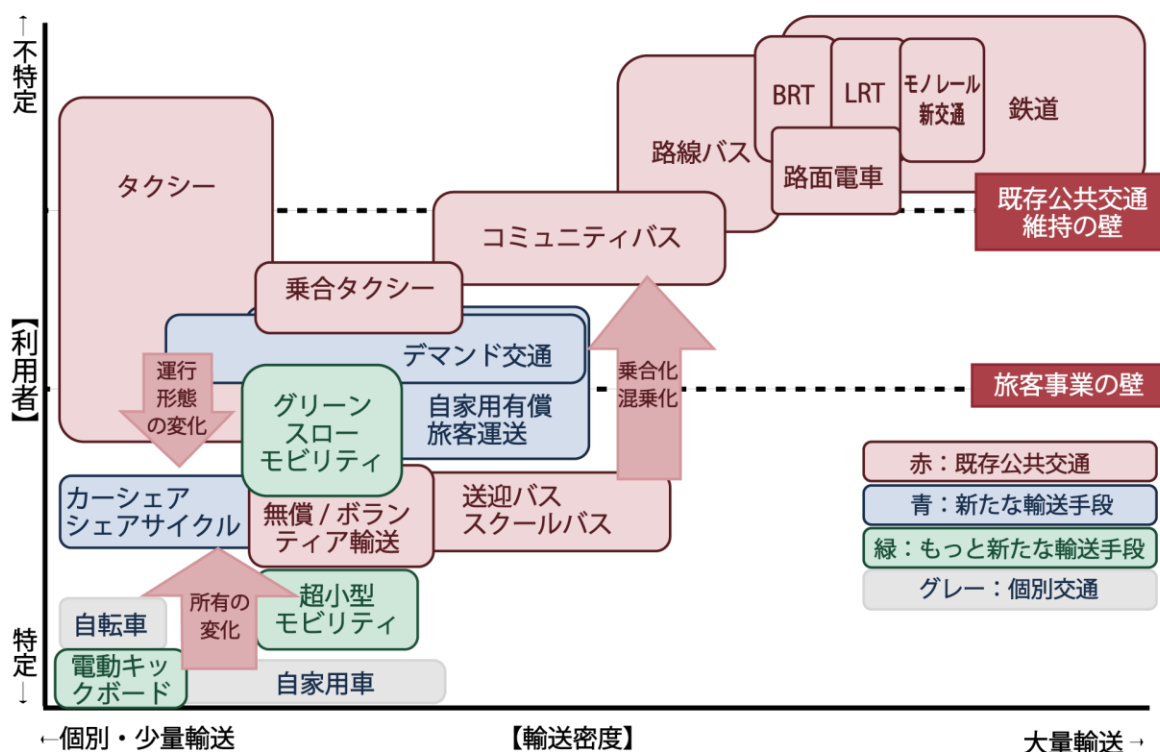 ←不特定
【利用者】
特定→
タクシー
路線バス
BRT
LRT
モノレール
新交通
鉄道
路面電車
既存公共交通
維持の壁
コミュニティバス
乗合タクシー
デマンド交通
運行
形態
の変化
グリーン
スロー
モビリティ
自家用有償
旅客運送
乗合化
混乗化
旅客事業の壁
カーシェア
シェアサイクル
無償 / ボラン
ティア輸送
送迎バス
スクールバス
赤：既存公共交通
青：新たな輸送手段
緑：もっと新たな輸送手段
グレー：個別交通
所有の
変化
超小型
モビリティ
自転車
電動キッ
クボード
自家用車
←個別・少量輸送
【輸送密度】
大量輸送→